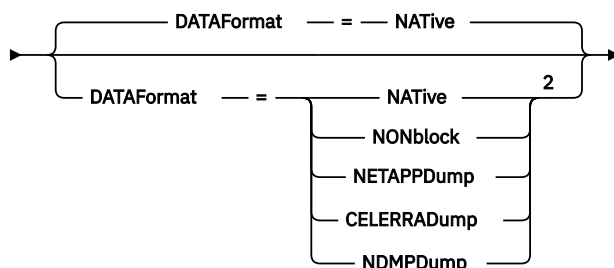 DATAFormat = NATive
DATAFormat = NATive 2
NONblock
NETAPPDump
CELERRADump
NDMPDump